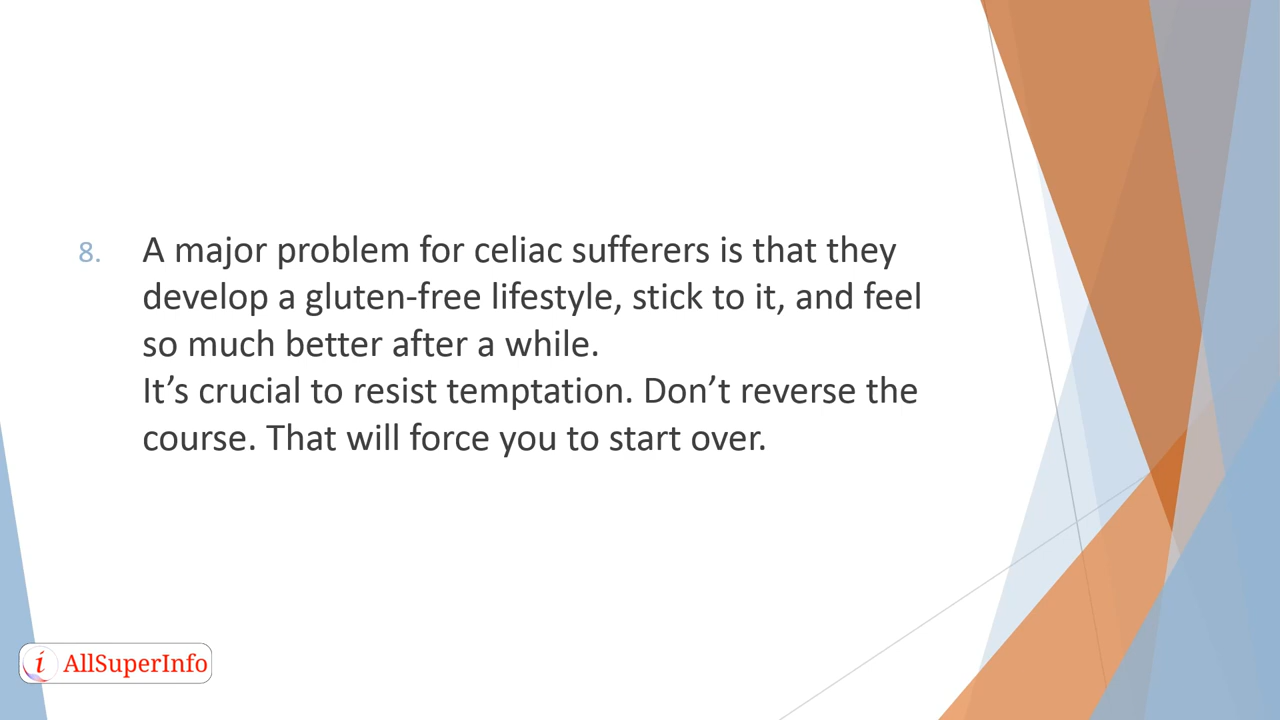 8. A major problem for celiac sufferers is that they
develop a gluten-free lifestyle, stick to it, and feel
so much better after a while.
It’s crucial to resist temptation. Don’t reverse the
course. That will force you to start over.
i AllSuperInfo